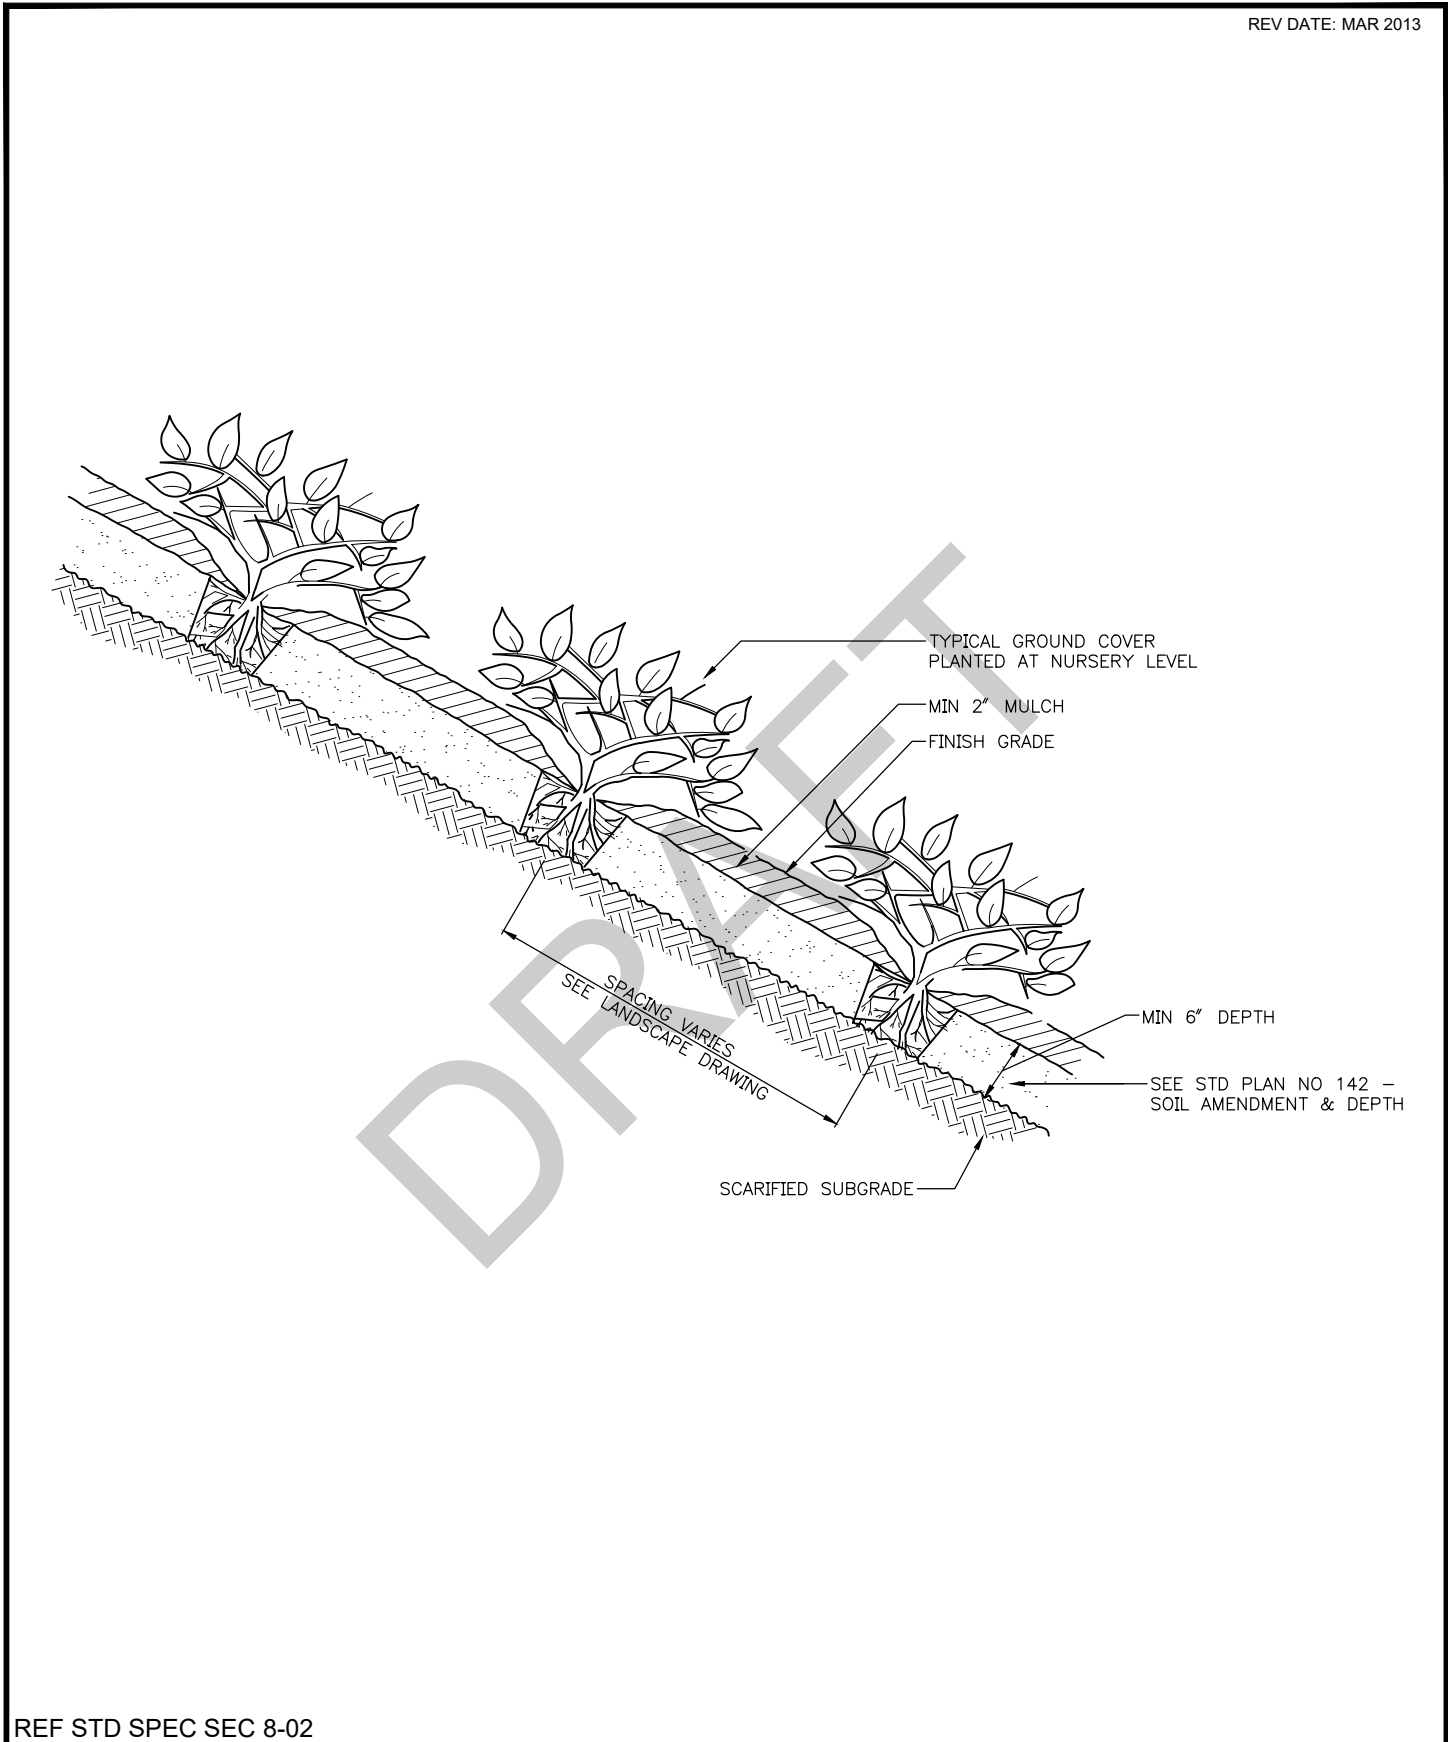 REV DATE: MAR 2013
TYPICAL GROUND COVER
PLANTED AT NURSERY LEVEL
MIN 2" MULCH
FINISH GRADE
DRAFT
SPACING VARIES
SEE LANDSCAPE DRAWING
MIN 6" DEPTH
SEE STD PLAN NO 142 –
SOIL AMENDMENT & DEPTH
SCARIFIED SUBGRADE
REF STD SPEC SEC 8-02